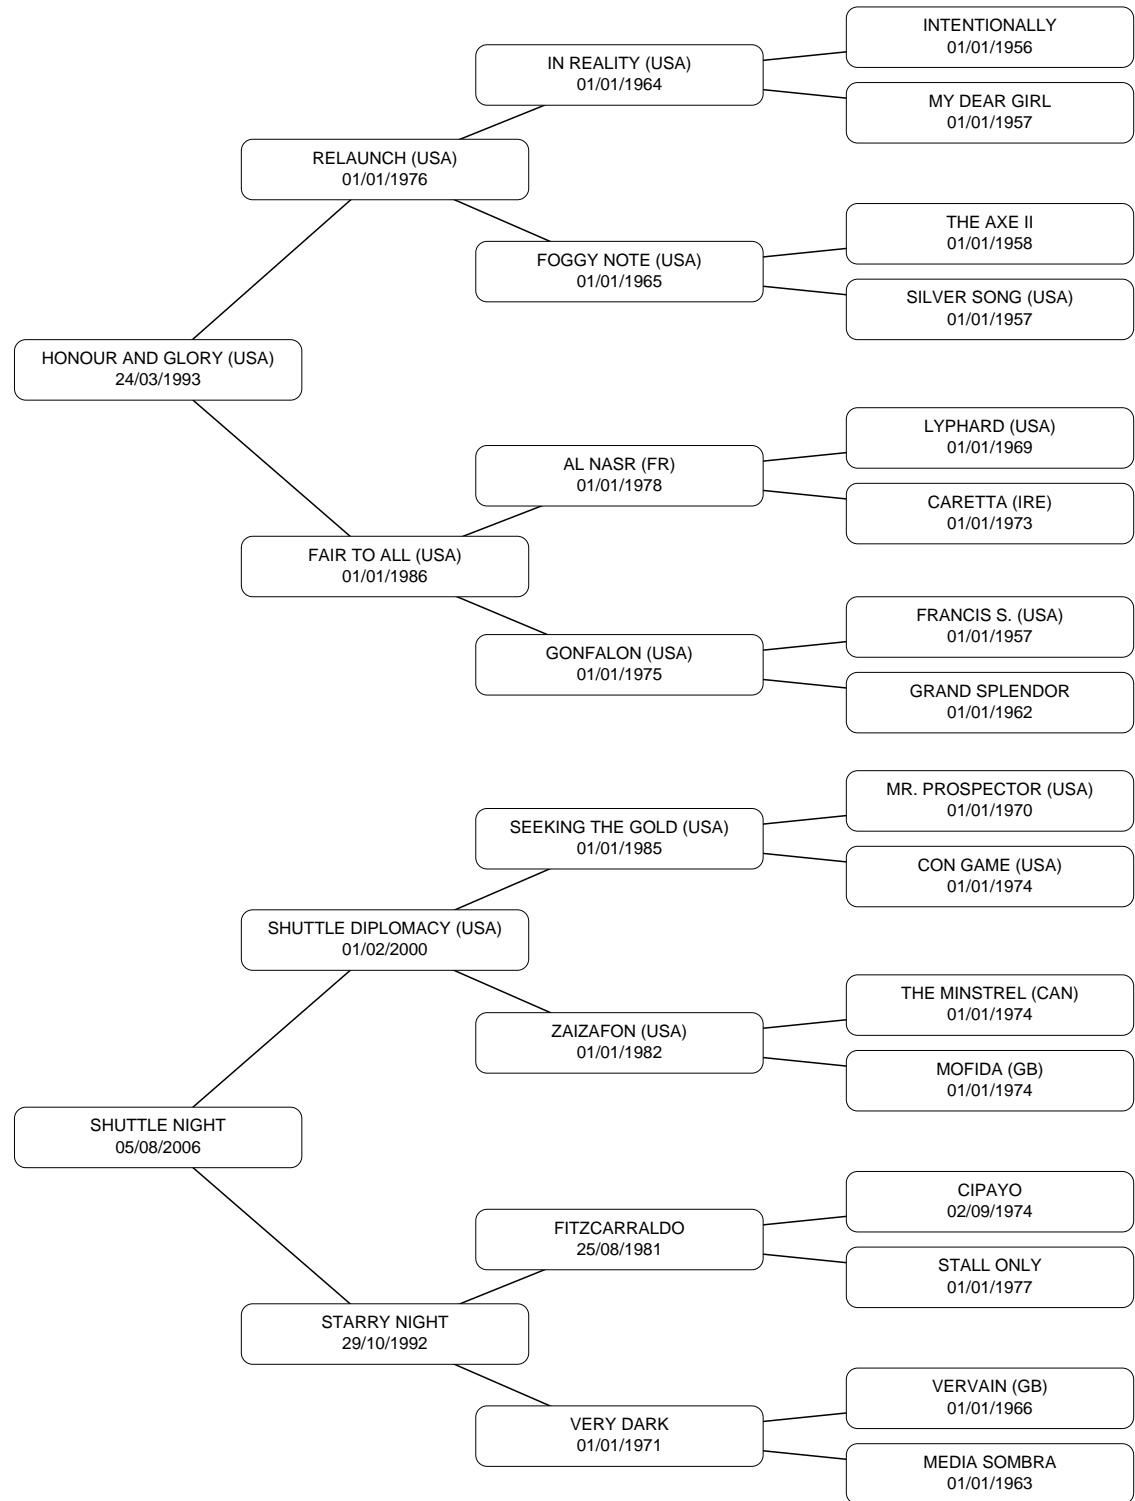 INTENTIONALLY
01/01/1956
IN REALITY (USA)
01/01/1964
MY DEAR GIRL
01/01/1957
RELAUNCH (USA)
01/01/1976
THE AXE II
01/01/1958
FOGGY NOTE (USA)
01/01/1965
SILVER SONG (USA)
01/01/1957
HONOUR AND GLORY (USA)
24/03/1993
LYPHARD (USA)
01/01/1969
AL NASR (FR)
01/01/1978
CARETTA (IRE)
01/01/1973
FAIR TO ALL (USA)
01/01/1986
FRANCIS S. (USA)
01/01/1957
GONFALON (USA)
01/01/1975
GRAND SPLENDOR
01/01/1962
MR. PROSPECTOR (USA)
01/01/1970
SEEKING THE GOLD (USA)
01/01/1985
CON GAME (USA)
01/01/1974
SHUTTLE DIPLOMACY (USA)
01/02/2000
THE MINSTREL (CAN)
01/01/1974
ZAIZAFON (USA)
01/01/1982
MOFIDA (GB)
01/01/1974
SHUTTLE NIGHT
05/08/2006
CIPAYO
02/09/1974
FITZCARRALDO
25/08/1981
STALL ONLY
01/01/1977
STARRY NIGHT
29/10/1992
VERVAIN (GB)
01/01/1966
VERY DARK
01/01/1971
MEDIA SOMBRA
01/01/1963